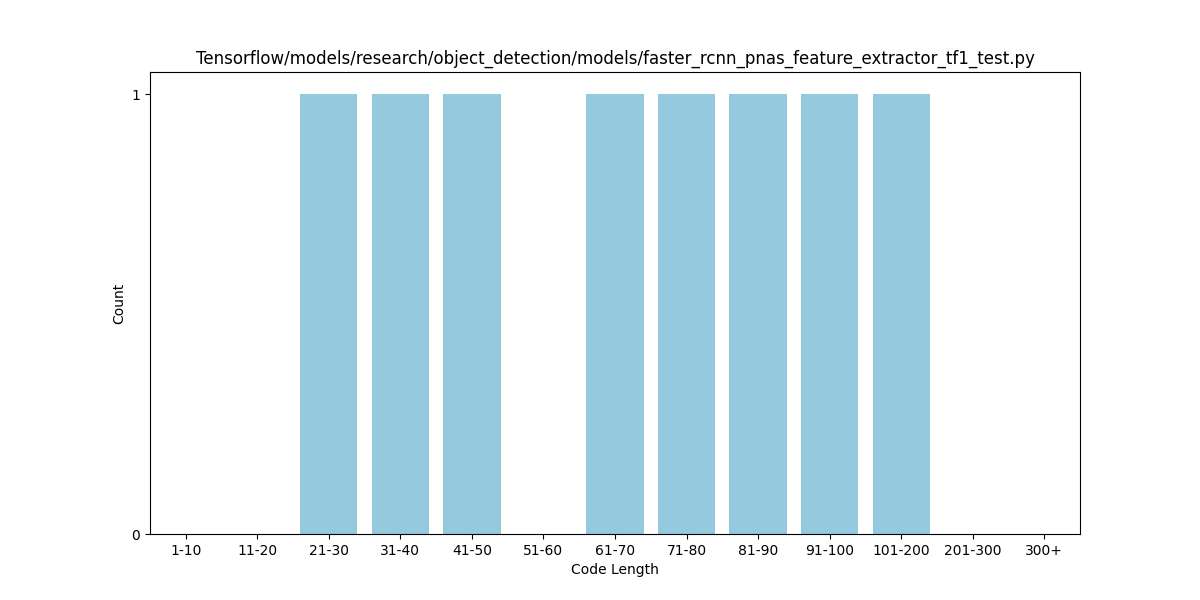 Tensorflow/models/research/object_detection/models/faster_rcnn_pnas_feature_extractor_tf1_test.py
1
Count
0
1-10 11-20 21-30 31-40 41-50 51-60 61-70 71-80 81-90 91-100 101-200 201-300 300+
Code Length